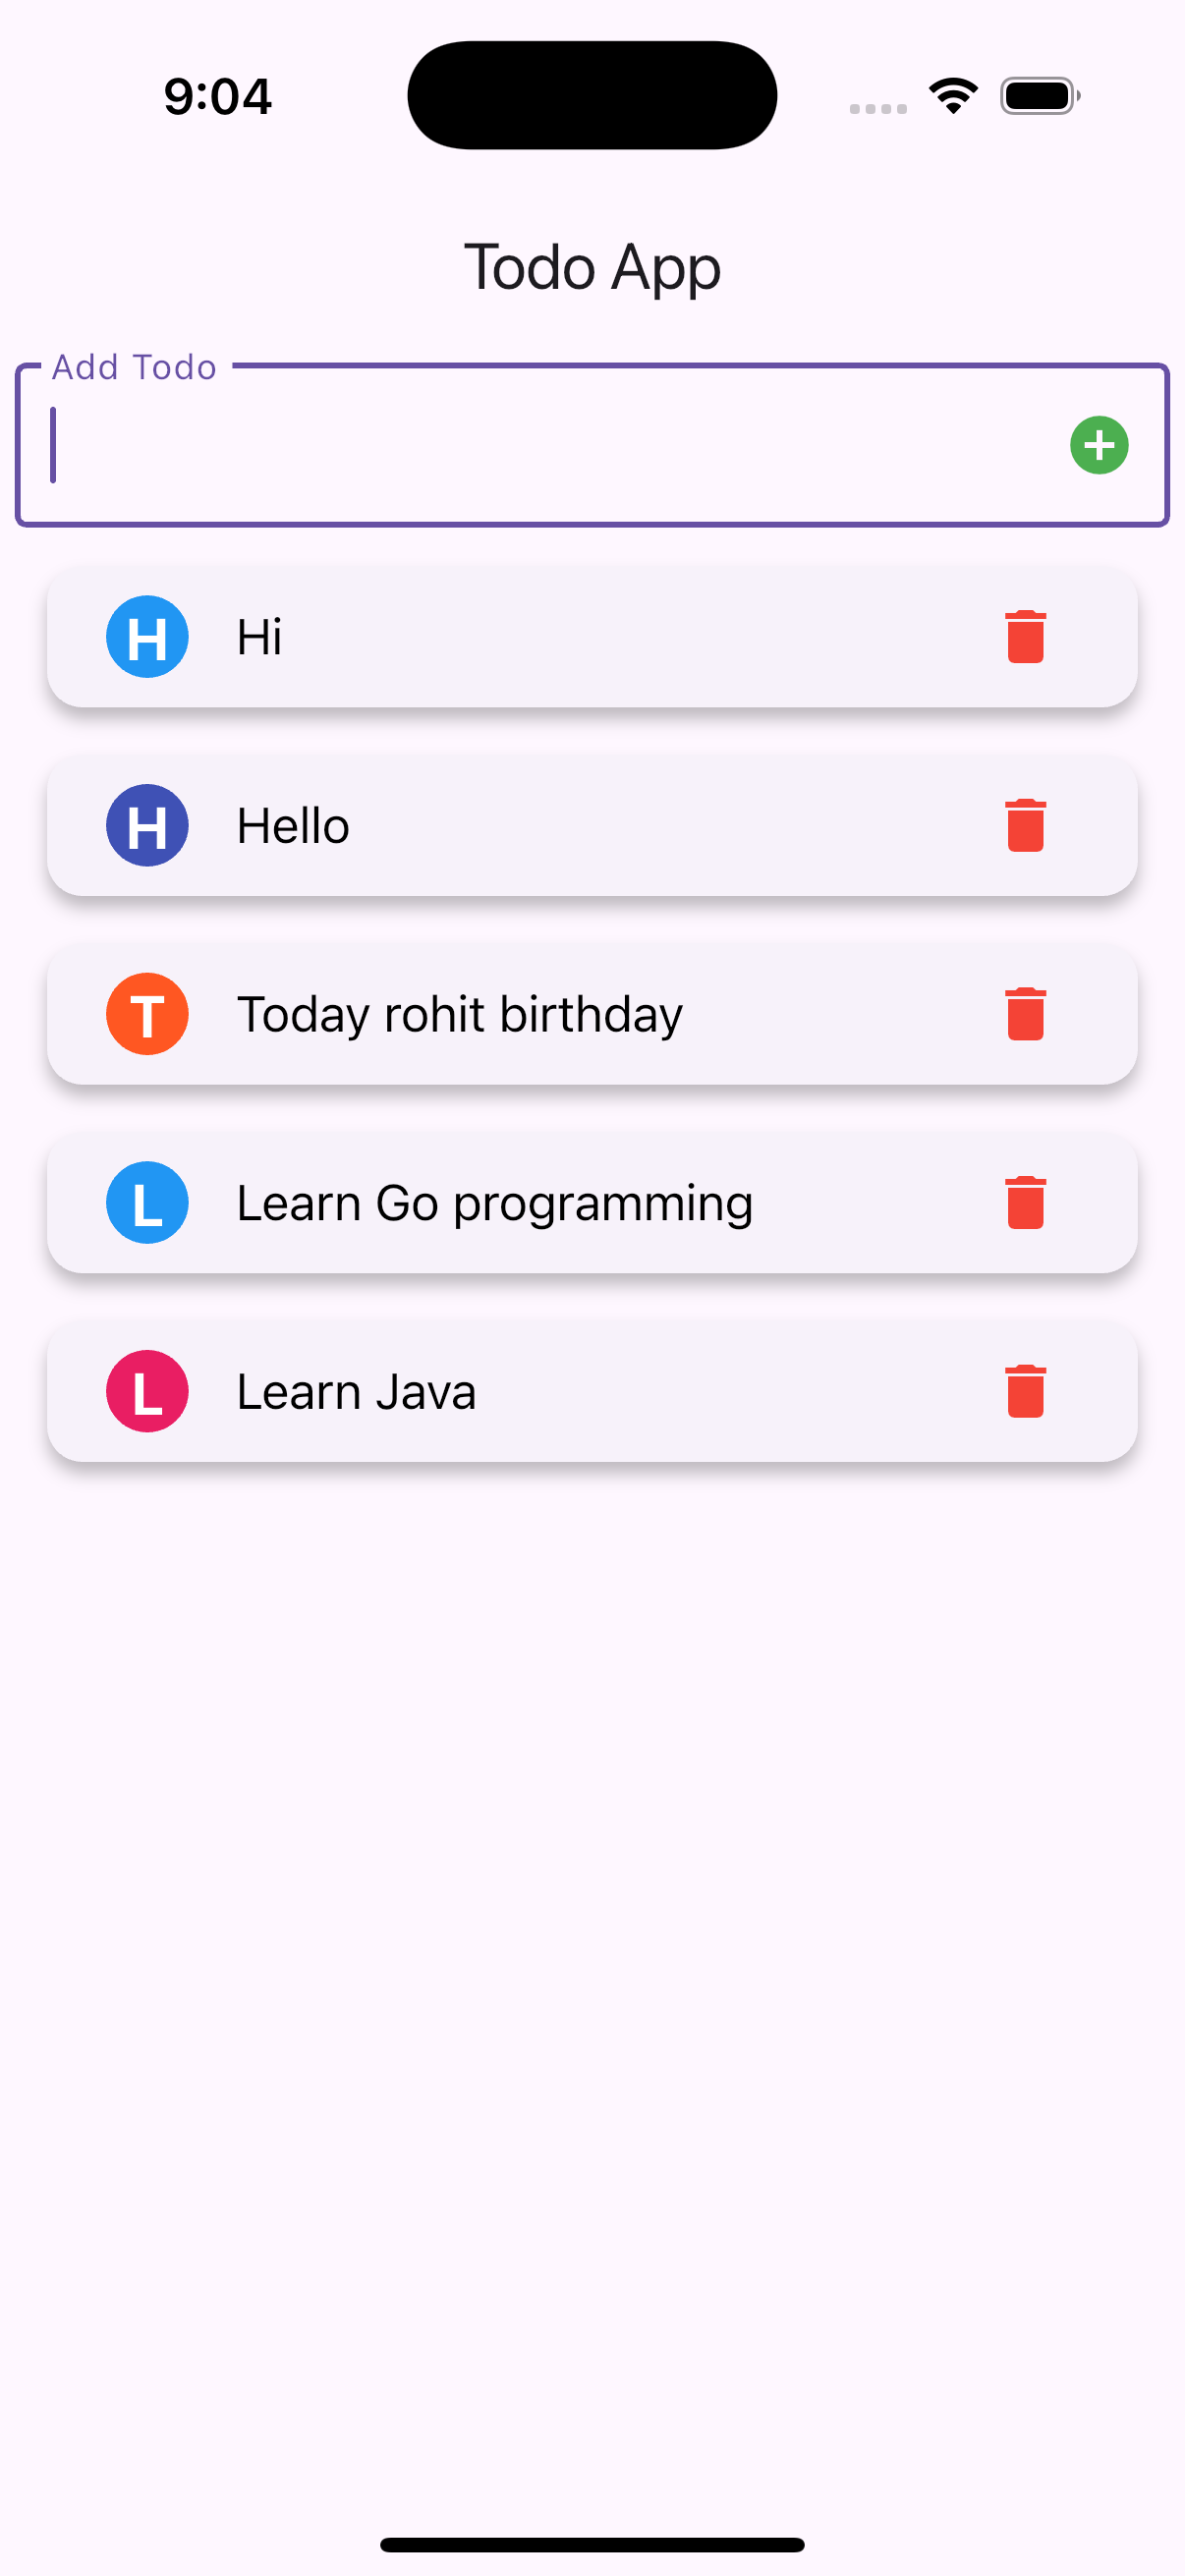 9:04
Todo App
Add Todo
H Hi
H Hello
T Today rohit birthday
L Learn Go programming
L Learn Java